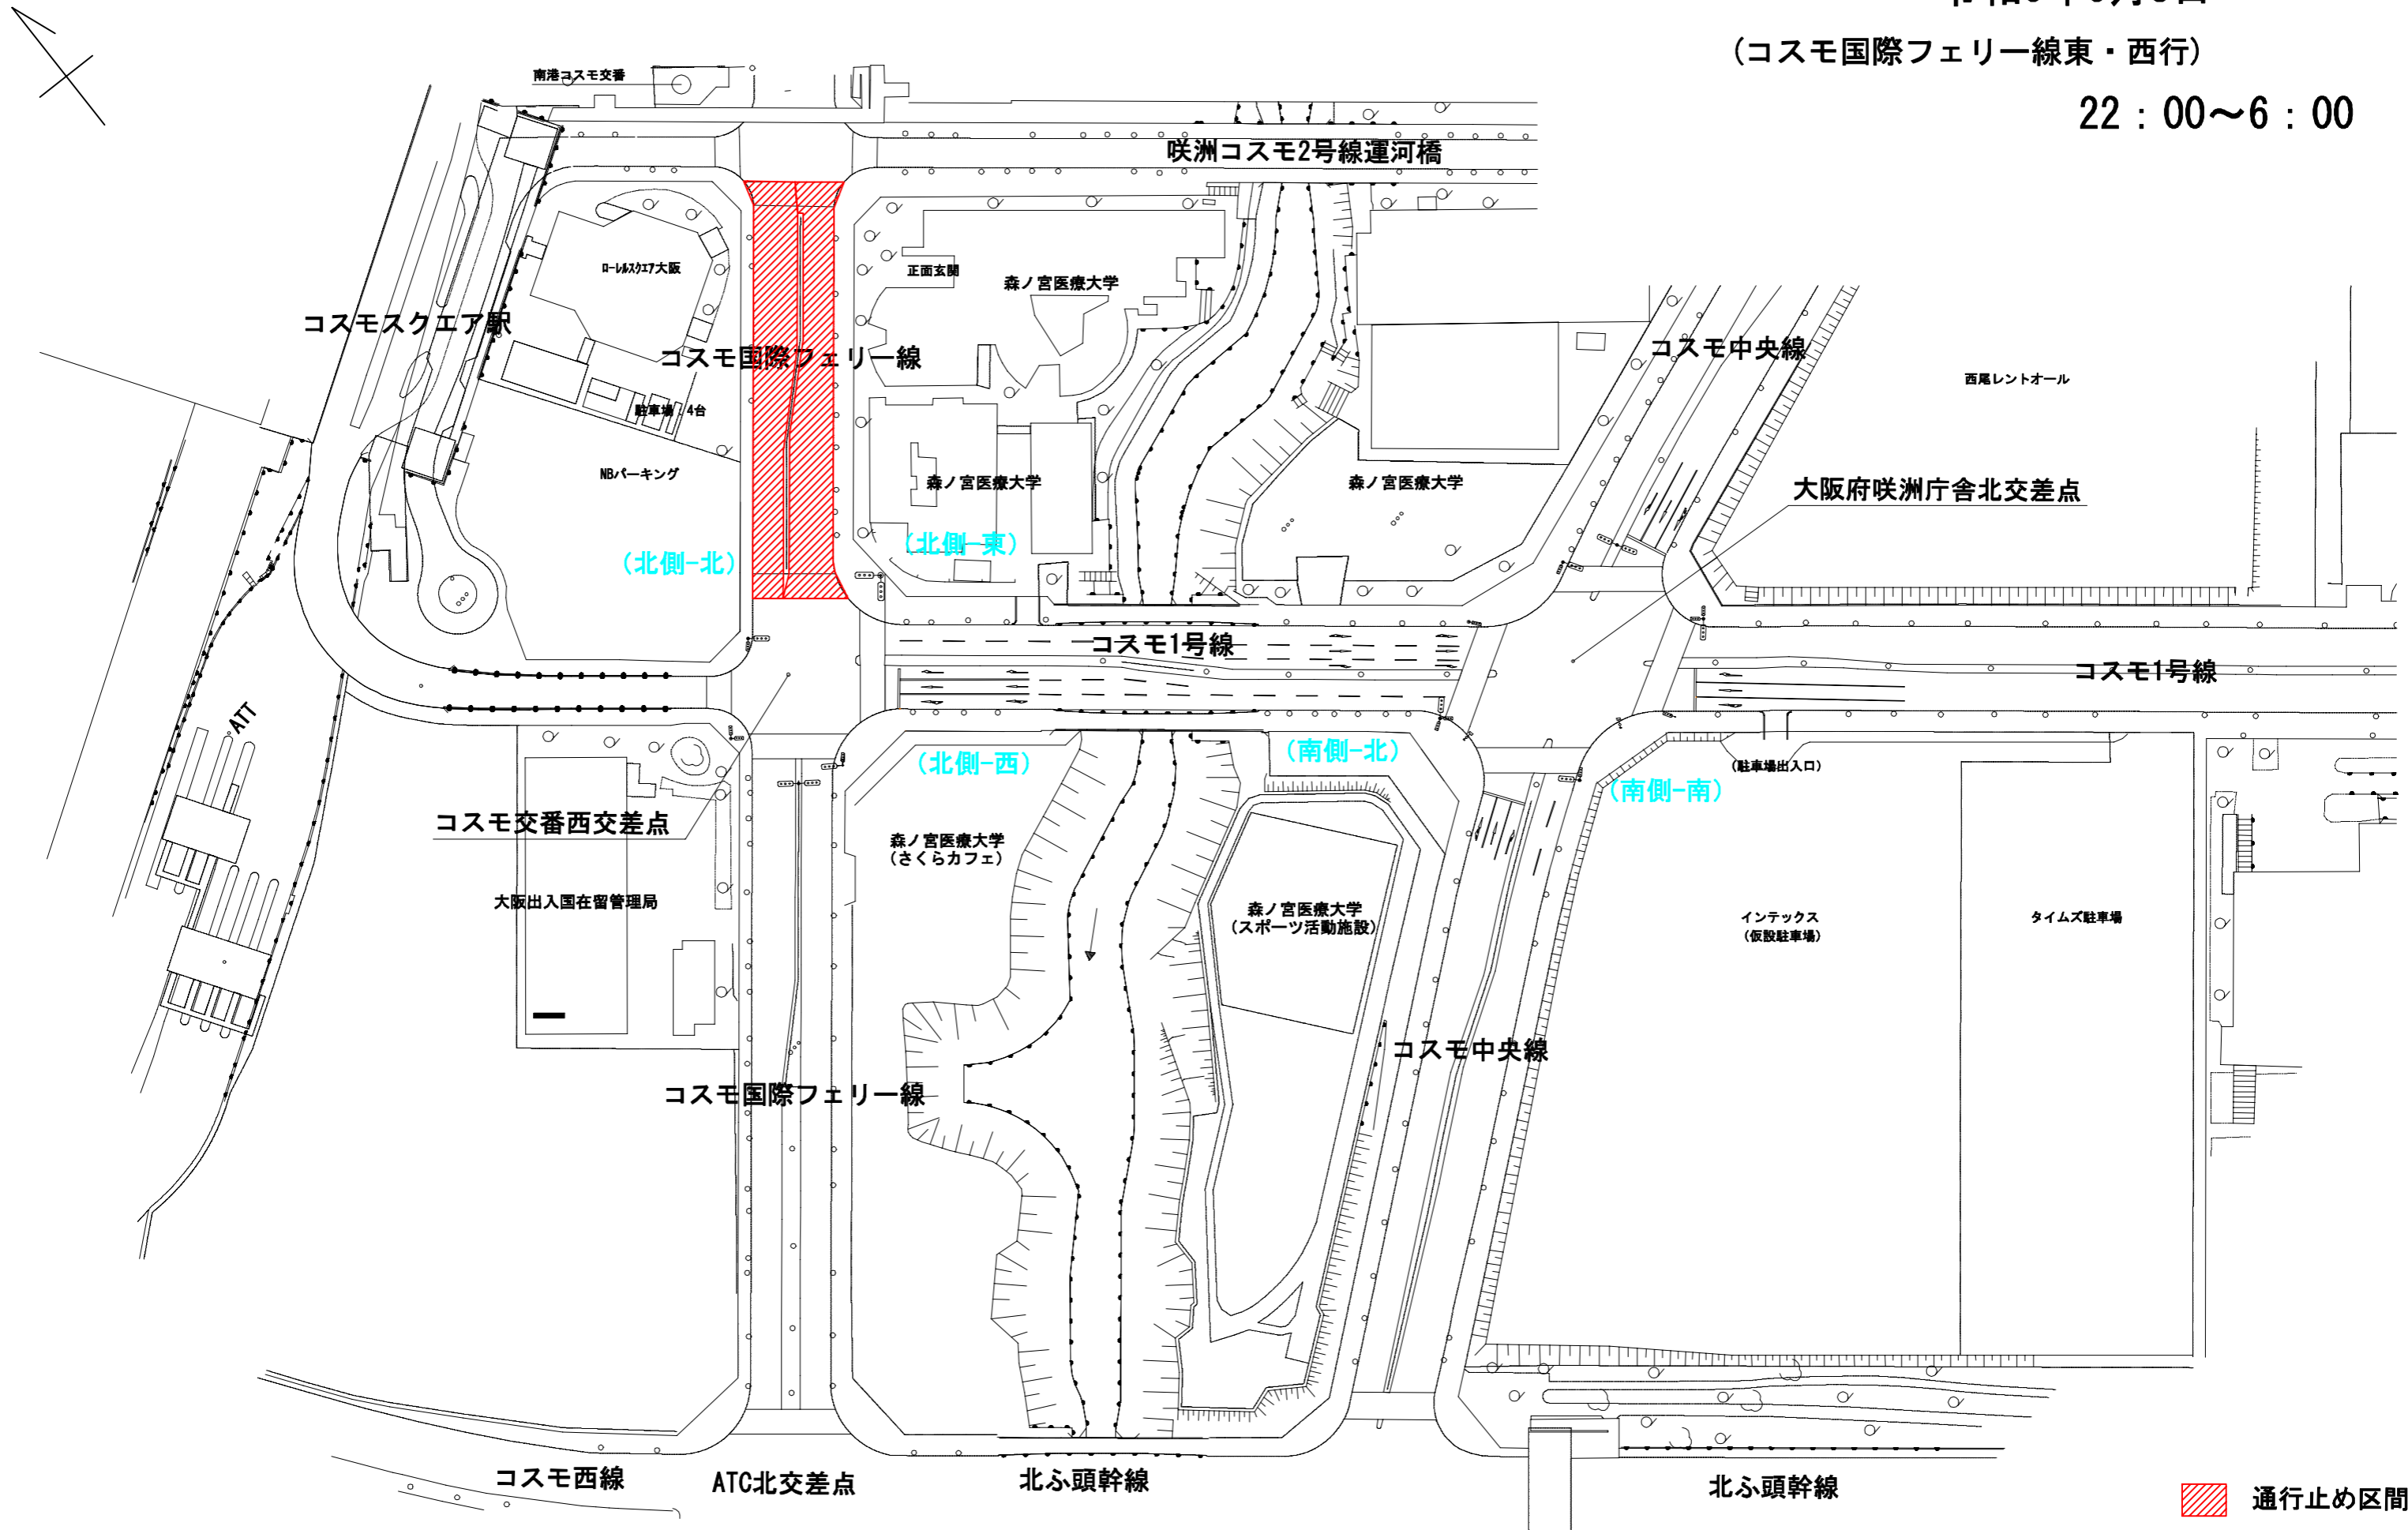 (コスモ国際フェリー線東・西行)
22：00～6：00
南港コスモ交番
咲洲コスモ2号線運河橋
ローレルスクエア大阪
正面玄関
森ノ宮医療大学
コスモスクエア駅
コスモ国際フェリー線
コスモ中央線
西尾レントオール
駐車場：4台
NBパーキング
森ノ宮医療大学
森ノ宮医療大学
大阪府咲洲庁舎北交差点
(北側-北)
(北側-東)
コスモ1号線
コスモ1号線
ATT
(北側-西)
(南側-北)
(駐車場出入口)
(南側-南)
コスモ交番西交差点
森ノ宮医療大学
(さくらカフェ)
大阪出入国在留管理局
森ノ宮医療大学
(スポーツ活動施設)
インテックス
(仮設駐車場)
タイムズ駐車場
コスモ中央線
コスモ国際フェリー線
コスモ西線
ATC北交差点
北ふ頭幹線
北ふ頭幹線
通行止め区間